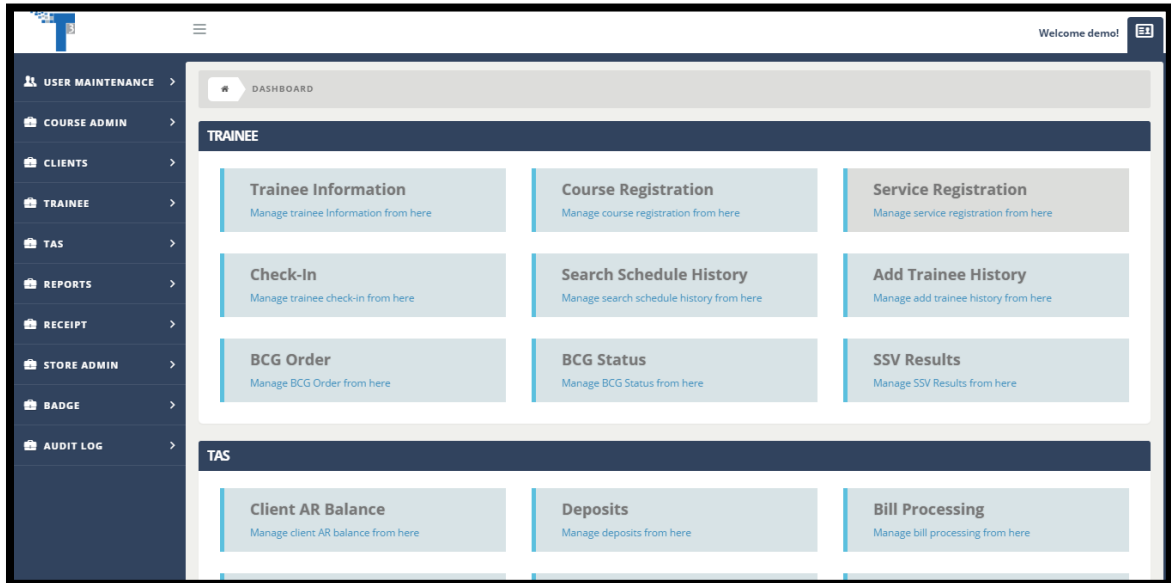 T3
Welcome demo!
USER MAINTENANCE
COURSE ADMIN
CLIENTS
TRAINEE
TAS
REPORTS
RECEIPT
STORE ADMIN
BADGE
AUDIT LOG
DASHBOARD
TRAINEE
Trainee Information
Manage trainee Information from here
Course Registration
Manage course registration from here
Service Registration
Manage service registration from here
Check-In
Manage trainee check-in from here
Search Schedule History
Manage search schedule history from here
Add Trainee History
Manage add trainee history from here
BCG Order
Manage BCG Order from here
BCG Status
Manage BCG Status from here
SSV Results
Manage SSV Results from here
TAS
Client AR Balance
Manage client AR balance from here
Deposits
Manage deposits from here
Bill Processing
Manage bill processing from here